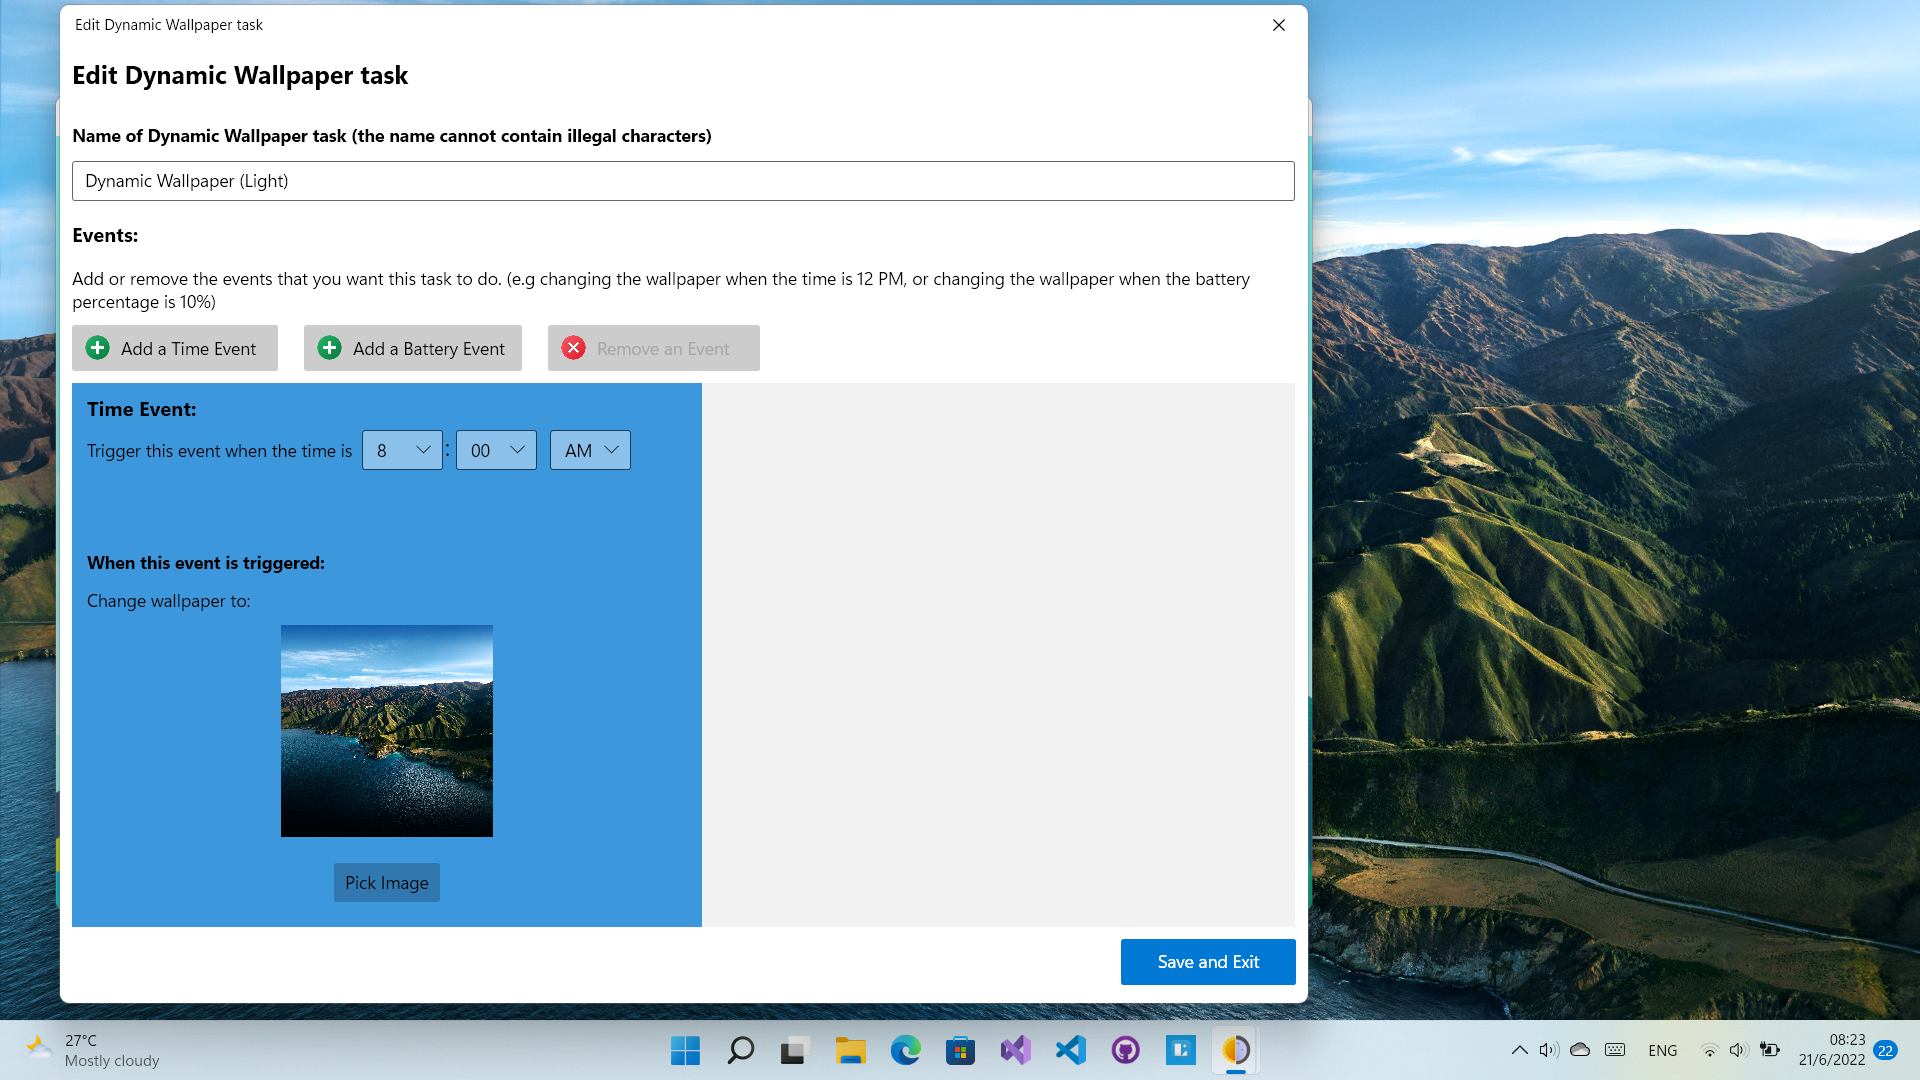 Edit Dynamic Wallpaper task
Edit Dynamic Wallpaper task
Name of Dynamic Wallpaper task (the name cannot contain illegal characters)
Dynamic Wallpaper (Light)
Events:
Add or remove the events that you want this task to do. (e.g changing the wallpaper when the time is 12 PM, or changing the wallpaper when the battery
percentage is 10%)
Add a Time Event
Add a Battery Event
Remove an Event
Time Event:
Trigger this event when the time is 8 : 00 AM
When this event is triggered:
Change wallpaper to:
Pick Image
Save and Exit
27°C
Mostly cloudy
ENG
08:23
21/6/2022
22